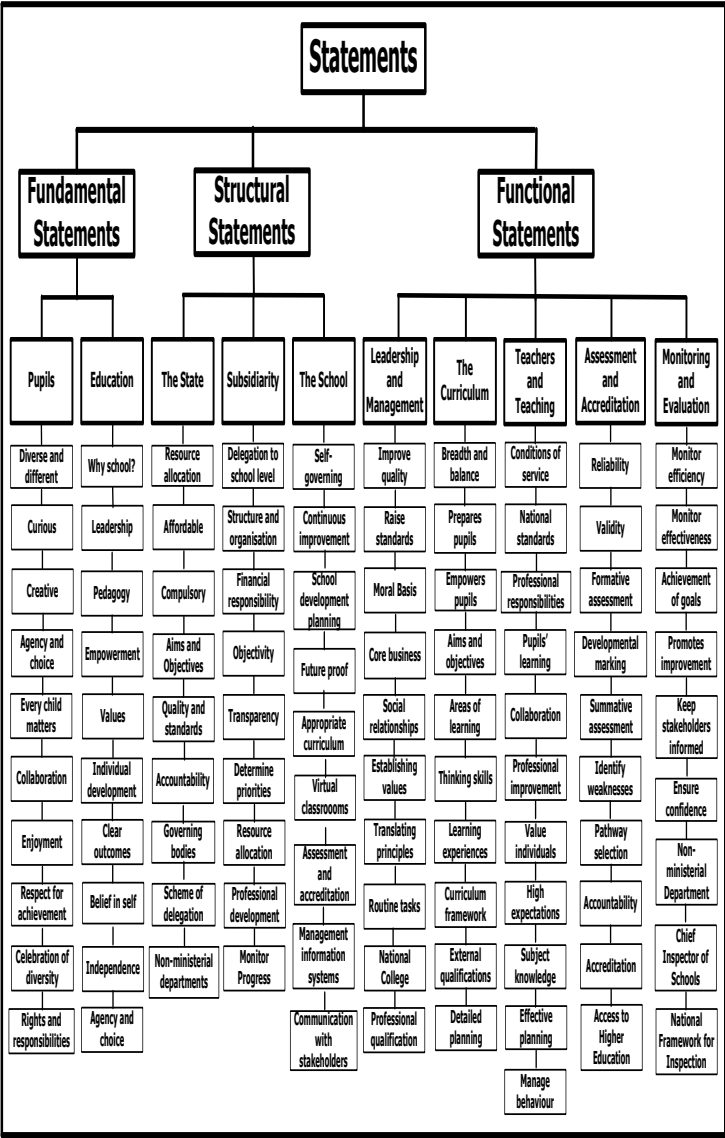 Statements
Fundamental
Statements
Structural
Statements
Functional
Statements
Pupils
Diverse and
different
Curious
Creative
Agency and
choice
Every child
matters
Collaboration
Enjoyment
Respect for
achievement
Celebration of
diversity
Rights and
responsibilities
Education
Why school?
Leadership
Pedagogy
Empowerment
Values
Individual
development
Clear
outcomes
Belief in self
Independence
Agency and
choice
The State
Resource
allocation
Affordable
Compulsory
Aims and
Objectives
Quality and
standards
Accountability
Governing
bodies
Scheme of
delegation
Non-ministerial
departments
Subsidiarity
Delegation to
school level
Structure and
organisation
Financial
responsibility
Objectivity
Transparency
Determine
priorities
Resource
allocation
Professional
development
Monitor
Progress
The School
Self-
governing
Continuous
improvement
School
development
planning
Future proof
Appropriate
curriculum
Virtual
classroooms
Assessment
and
accreditation
Management
information
systems
Communication
with
stakeholders
Leadership
and
Management
Improve
quality
Raise
standards
Moral Basis
Core business
Social
relationships
Establishing
values
Translating
principles
Routine tasks
National
College
Professional
qualification
The
Curriculum
Breadth and
balance
Prepares
pupils
Empowers
pupils
Aims and
objectives
Areas of
learning
Thinking skills
Learning
experiences
Curriculum
framework
External
qualifications
Detailed
planning
Teachers
and
Teaching
Conditions of
service
National
standards
Professional
responsibilities
Pupils'
learning
Collaboration
Professional
improvement
Value
individuals
High
expectations
Subject
knowledge
Effective
planning
Manage
behaviour
Assessment
and
Accreditation
Reliability
Validity
Formative
assessment
Developmental
marking
Summative
assessment
Identify
weaknesses
Pathway
selection
Accountability
Accreditation
Access to
Higher
Education
Monitoring
and
Evaluation
Monitor
efficiency
Monitor
effectiveness
Achievement
of goals
Promotes
improvement
Keep
stakeholders
informed
Ensure
confidence
Non-
ministerial
Department
Chief
Inspector of
Schools
National
Framework for
Inspection